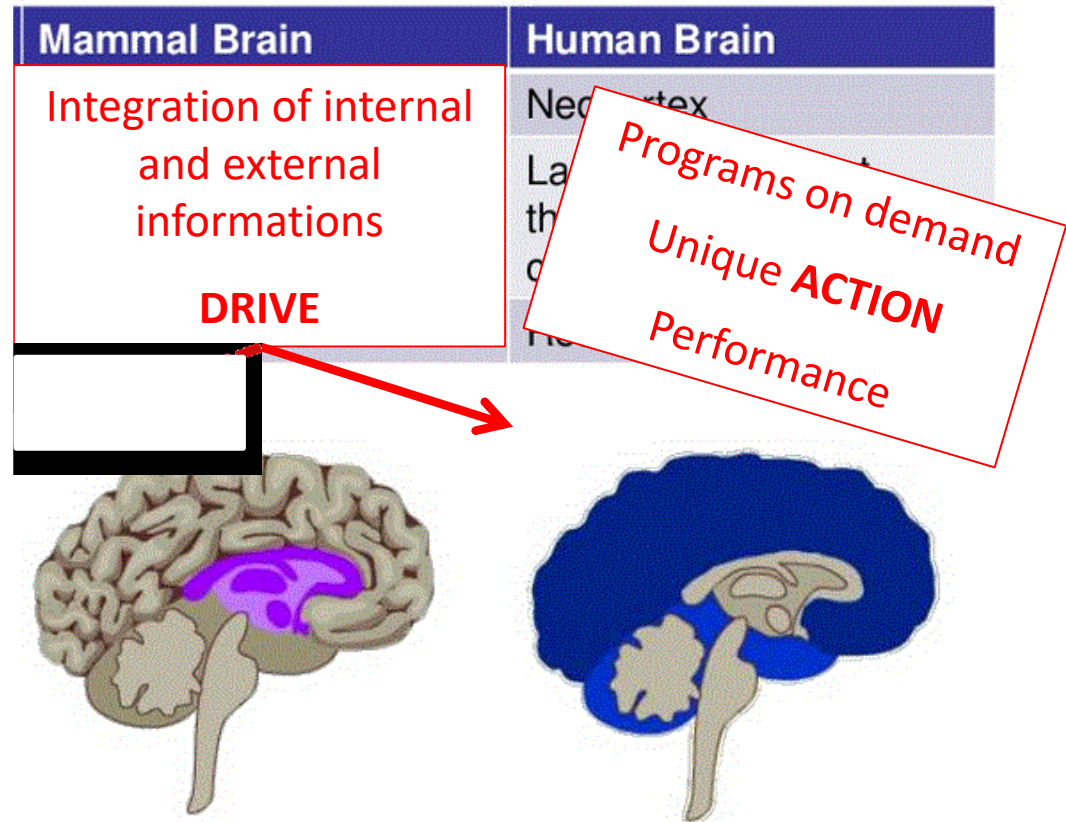 Mammal Brain
Human Brain
Integration of internal
and external
informations
DRIVE
Programs on demand
Unique ACTION
Performance